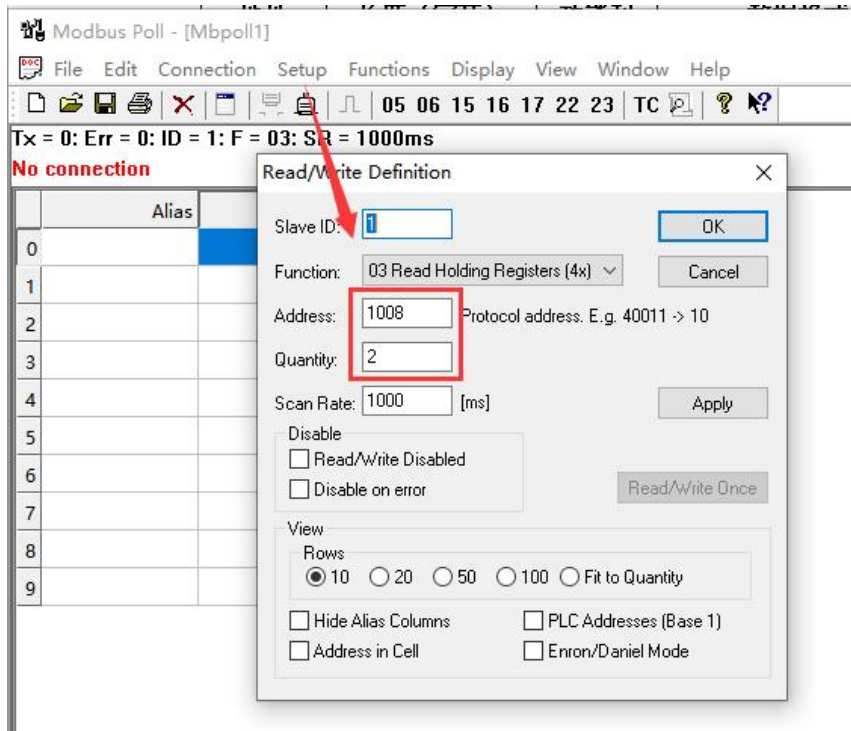 Modbus Poll - [Mbpoll1]
File Edit Connection Setup Functions Display View Window Help
05 06 15 16 17 22 23 TC
Tx = 0: Err = 0: ID = 1: F = 03: SR = 1000ms
No connection
Read/Write Definition
Alias
Slave ID: 1
OK
0
Function: 03 Read Holding Registers (4x)
Cancel
1
Address: 1008 Protocol address. E.g. 40011 -> 10
2
Quantity: 2
3
Scan Rate: 1000 [ms]
Apply
4
Disable
5
Read/Write Disabled
6
Disable on error
Read/Write Once
7
View
8
Rows
10 20 50 100 Fit to Quantity
9
Hide Alias Columns
PLC Addresses (Base 1)
Address in Cell
Enron/Daniel Mode